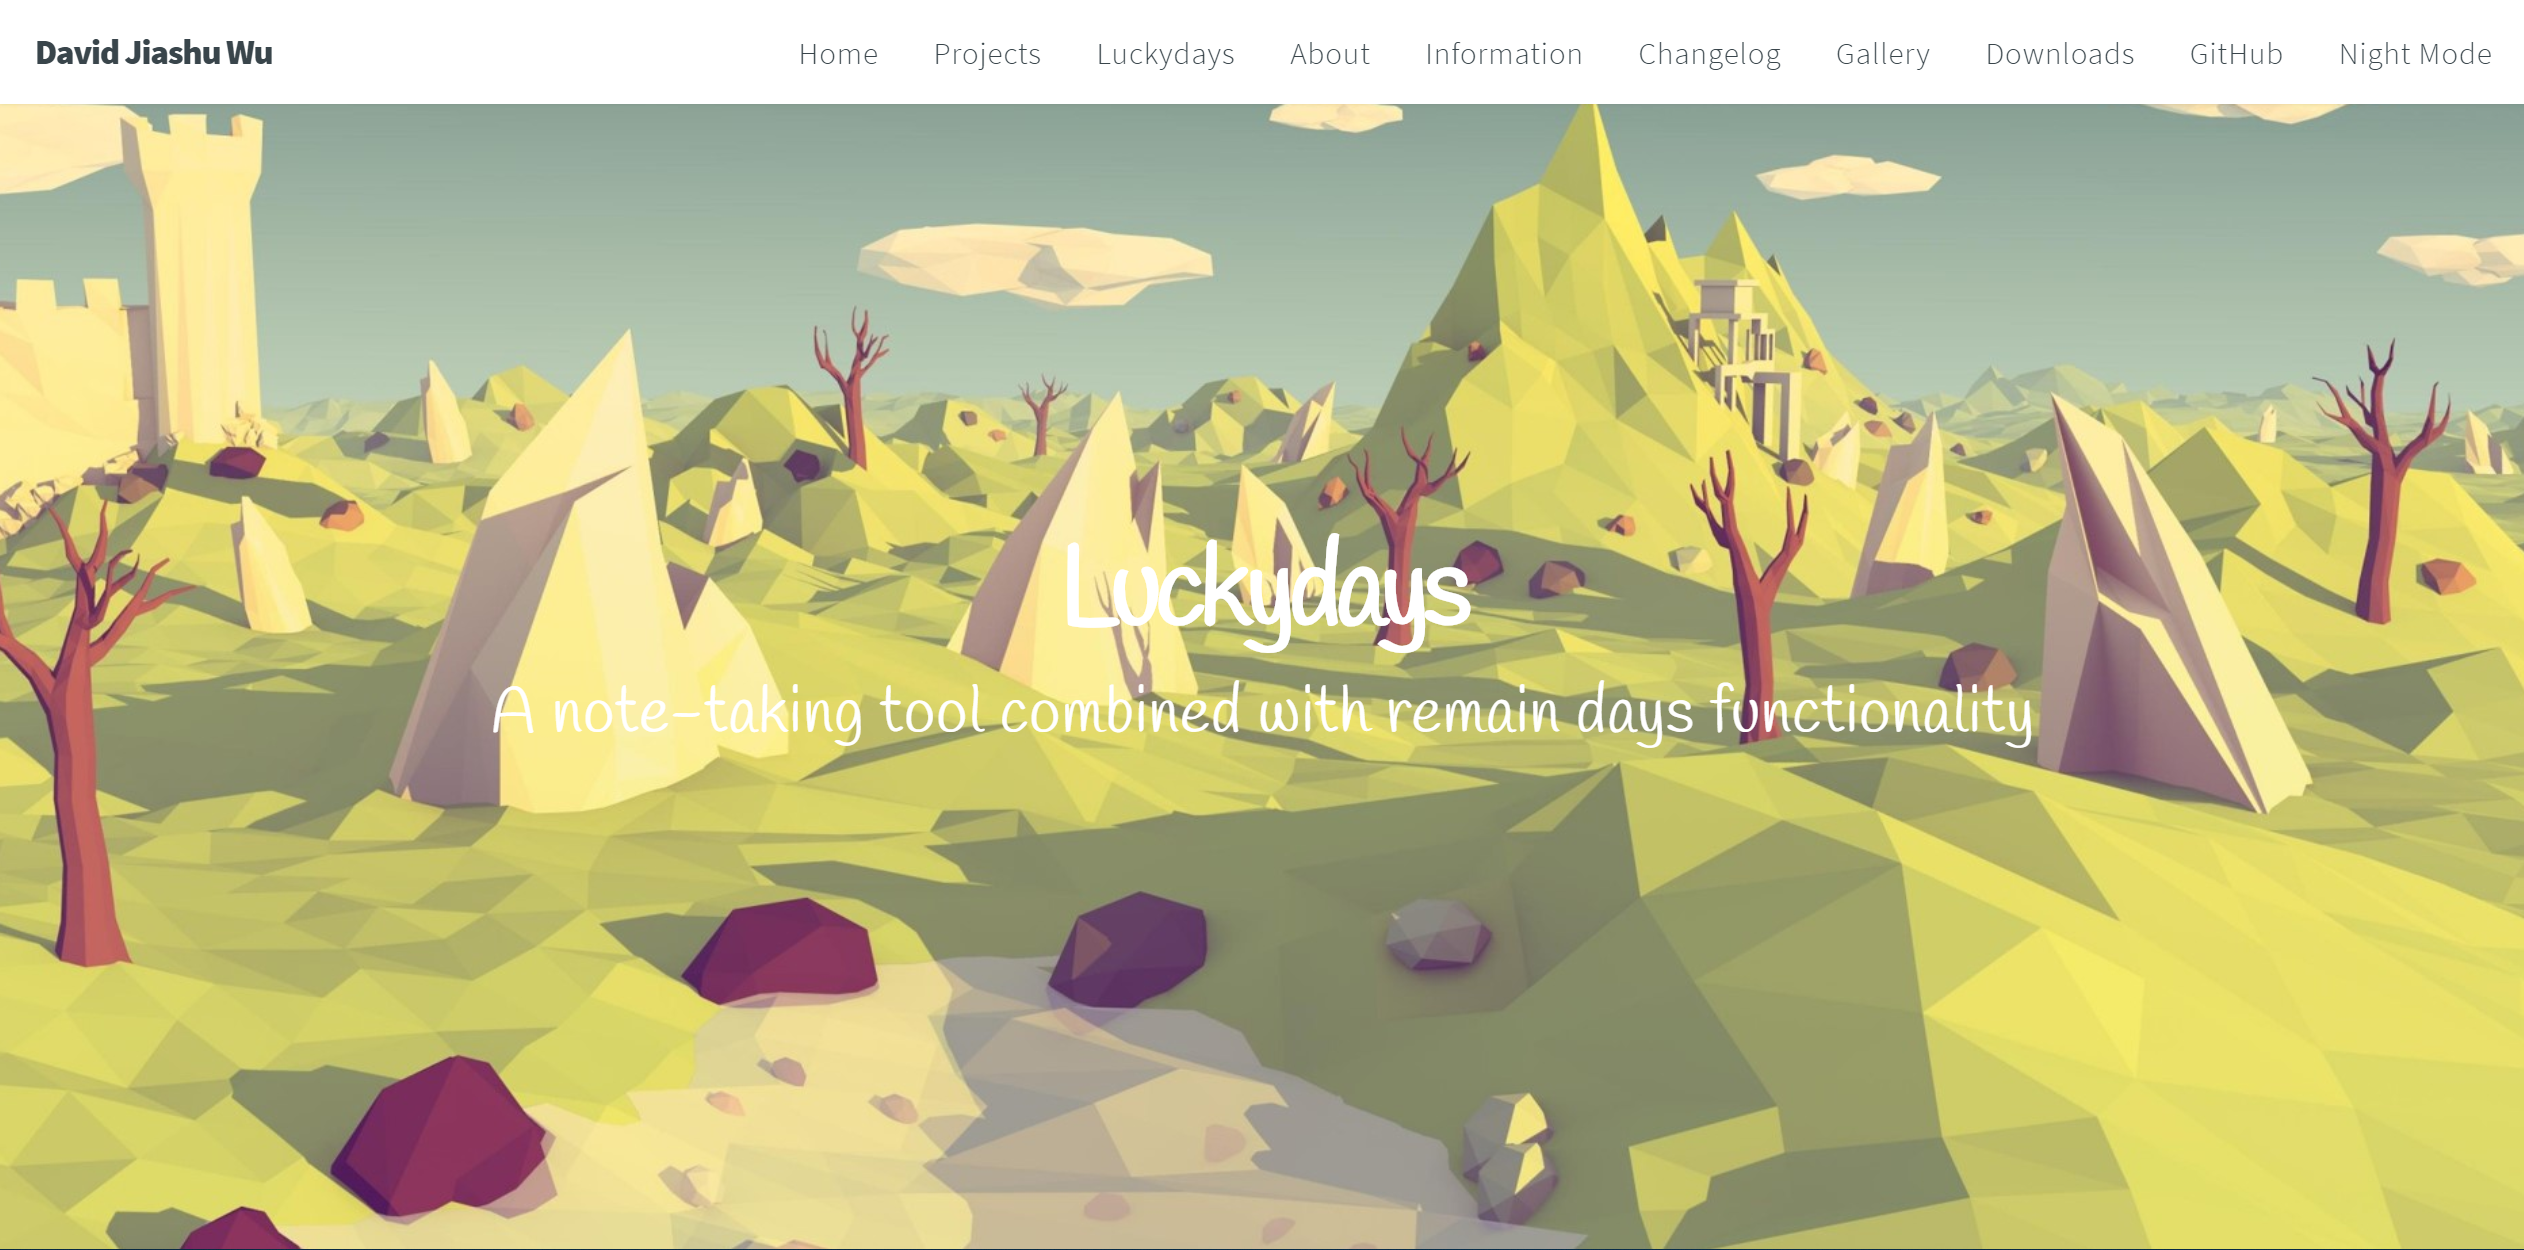 David Jiashu Wu
Home Projects Luckydays About Information Changelog Gallery Downloads GitHub Night Mode
Luckydays
A note-taking tool combined with remain days functionality